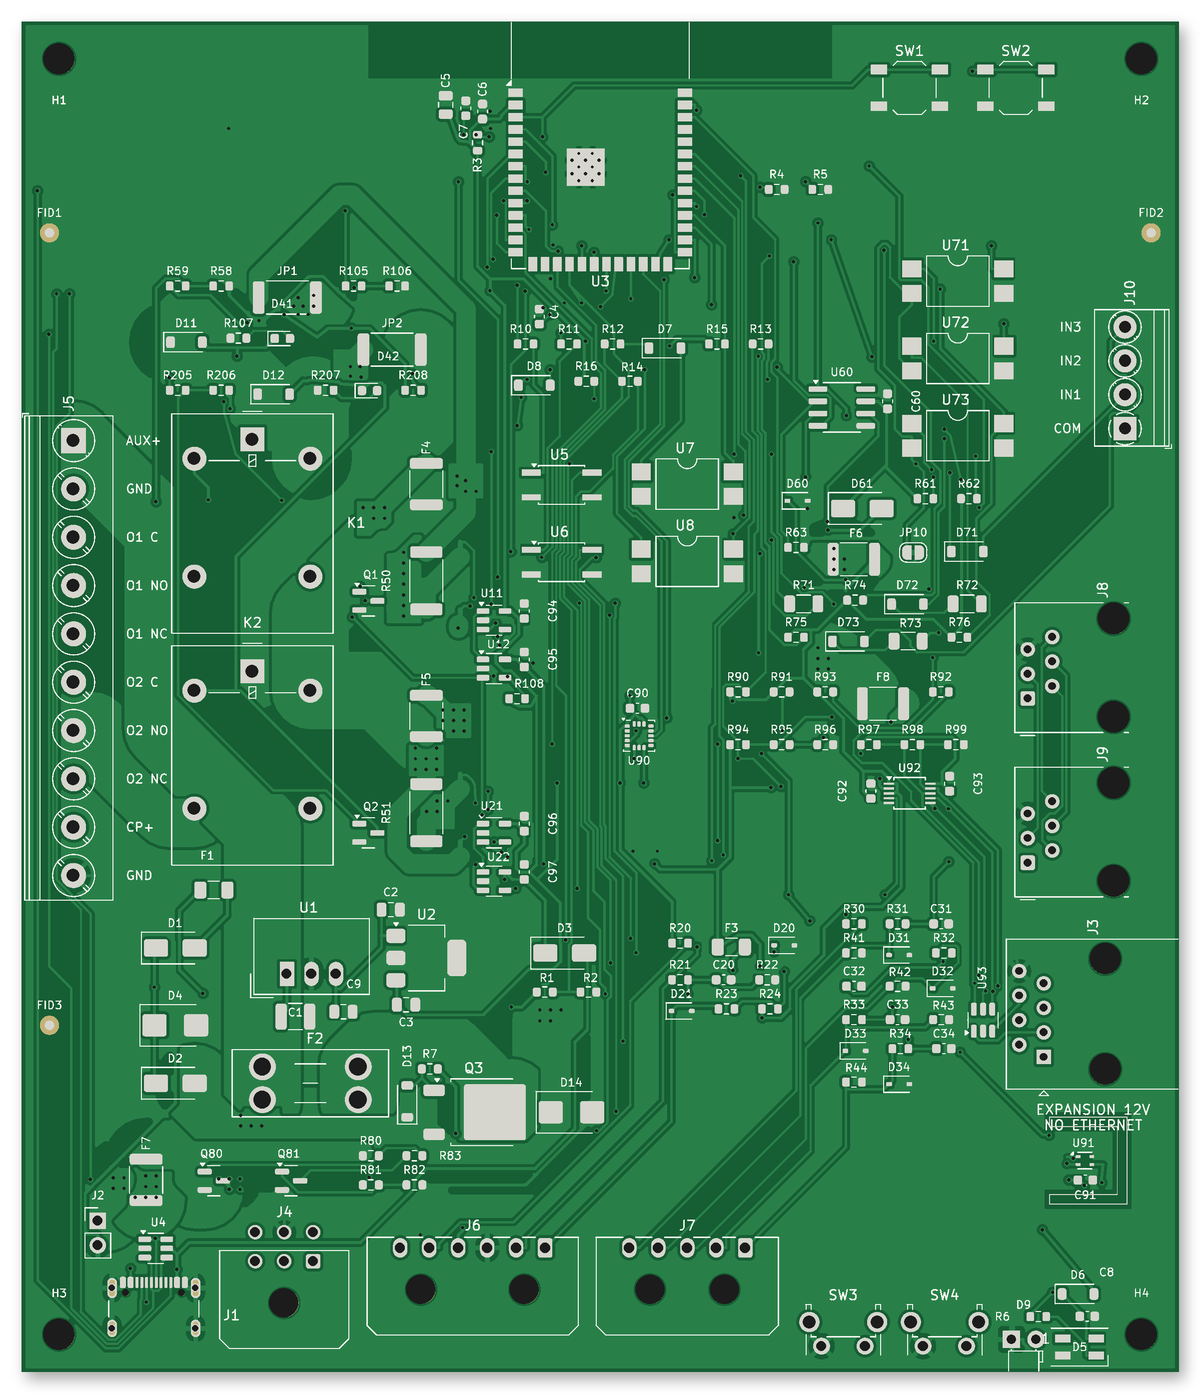 SW1 SW2
C5 C6
H1 H2
C7
R3
R4 R5
FID1 FID2
U71
R59 R58 JP1 R105 R106
U3
J10
D41
C4
D11 R107 JP2
R10 R11 R12 D7 R15 R13
U72
IN3
D42
IN2
R205 R206 D12 R207 R208
D8 R16 R14
U60
C60
U73
IN1
J5
COM
AUX+
F4
U5 U7
GND
D60 D61 R61 R62
O1 C
K1
U6 U8
R63 F6 JP10 D71
O1 NO
Q1
R50
R71 R74 D72 R72
J8
U11
C94
K2
O1 NC
R75 D73 R73 R76
U12
C95
O2 C
F5
R108
R90 R91 R93 F8 R92
C90
O2 NO
R94 R95 R96 R97 R98 R99
U90
J9
O2 NC
C92
U92
C93
Q2
R51
U21
C96
CP+
F1
U22
C97
GND
C2
U1 U2
R30 R31 C31
D1
D3
R20 F3 D20
J3
R41 D31 R32
R21 C20 R22
C9
R1 R2
C32 R42 D32
U93
D4
D21 R23 R24
FID3
C1
C3
R33 C33 R43
F2
D33 R34 C34
D2
D13
R7
Q3
D14
R44 D34
EXPANSION 12V
NO ETHERNET
F7
R80
R83
U91
Q80 Q81
R81 R82
J2
C91
U4
J4
J6 J7
H3
J1
SW3 SW4
D6 C8
H4
D9
R6
D5